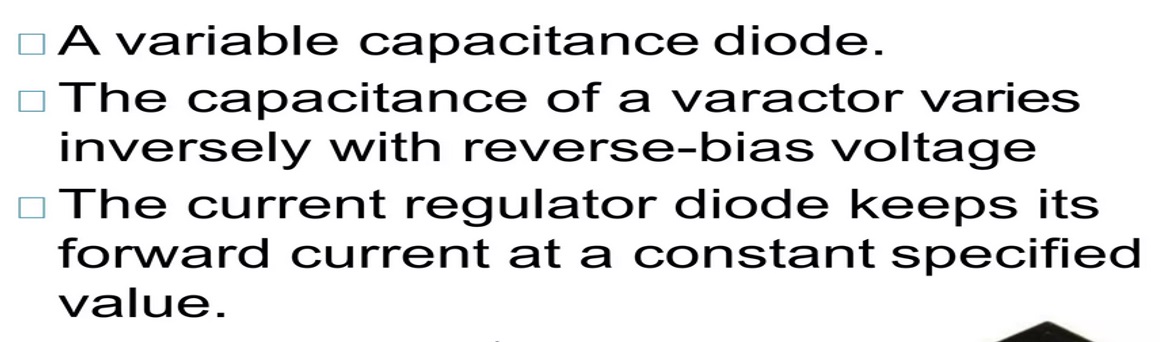 □ A variable capacitance diode.
□ The capacitance of a varactor varies
inversely with reverse-bias voltage
□ The current regulator diode keeps its
forward current at a constant specified
value.